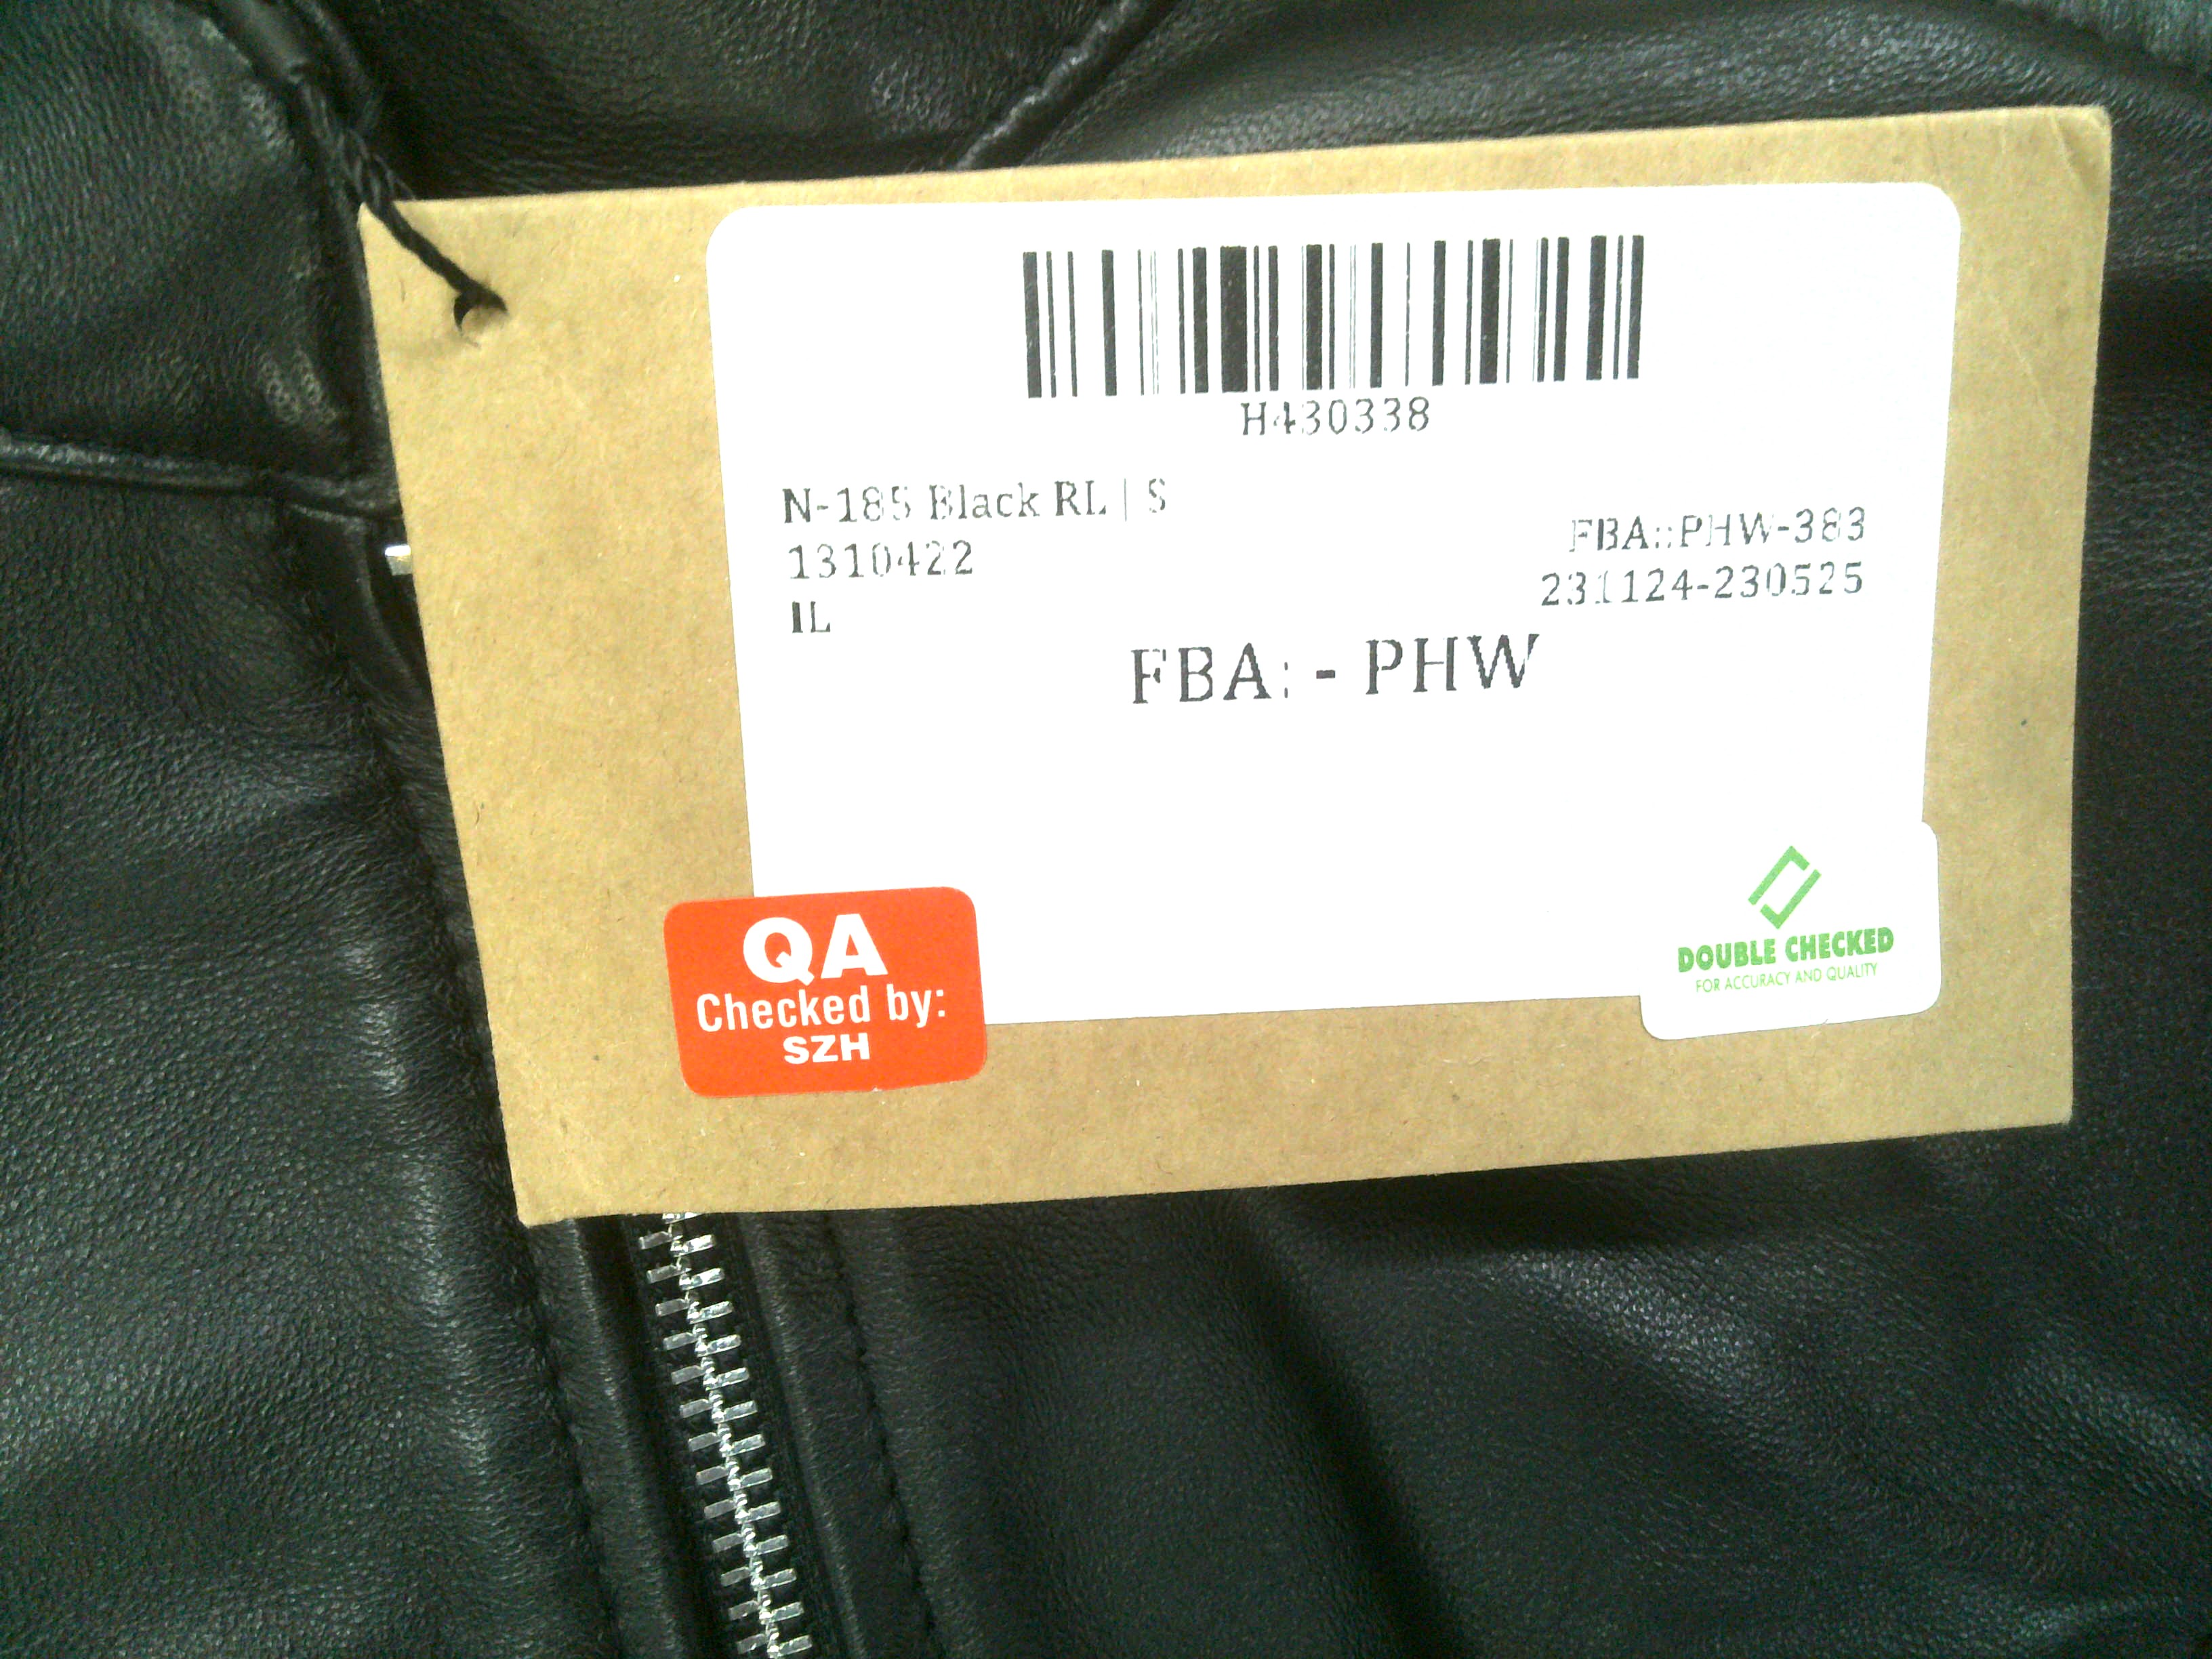 H430338
N-185 Black RL | S
1310422
IL
FBA::PHW-383
231124-230525
FBA: - PHW
QA
Checked by:
SZH
DOUBLE CHECKED
FOR ACCURACY AND QUALITY